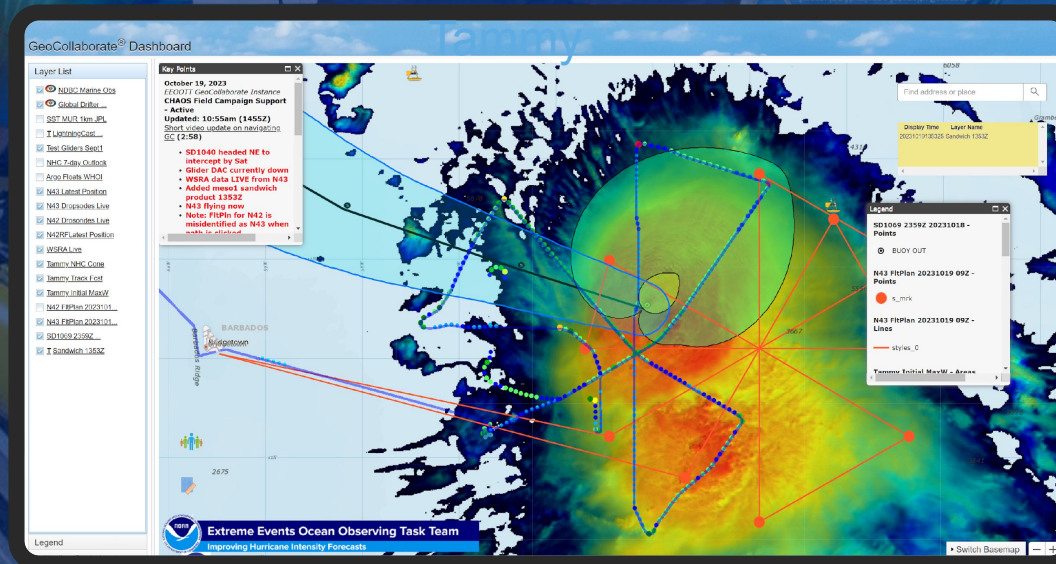 Tammy
GeoCollaborate® Dashboard
Layer List
NDBC Marine Obs
Global Drifter ...
SST MUR 1km JPL
T LightningCast ...
Test Gliders Sept1
NHC 7-day Outlook
Argo Floats WHOI
N43 Latest Position
N43 Dropsodes Live
N42 Drosondes Live
N42RFLatest Position
WSRA Live
Tammy NHC Cone
Tammy Track Fcst
Tammy Initial MaxW
N42 FltPlan 2023101...
N43 FltPlan 2023101...
SD1069 2359Z ...
T Sandwich 1353Z
Legend
Key Points
October 19, 2023
EEOOTT GeoCollaborate Instance
CHAOS Field Campaign Support
- Active
Updated: 10:55am (1455Z)
Short video update on navigating
GC (2:58)
• SD1040 headed NE to
intercept by Sat
• Glider DAC currently down
• WSRA data LIVE from N43
• Added meso1 sandwich
product 1353Z
• N43 flying now
• Note: FltPln for N42 is
misidentified as N43 when
path is clicked
6058
Find address or place
Display Time Layer Name
20231019135325 Sandwich 1353Z
Legend
SD1069 2359Z 20231018 -
Points
BUOY OUT
N43 FltPlan 20231019 09Z -
Points
s_mrk
N43 FltPlan 20231019 09Z -
Lines
styles_0
Tammy Initial MaxW - Areas
3667
BARBADOS
Bridgetown
Barbados Ridge
2675
NOAA
Extreme Events Ocean Observing Task Team
Improving Hurricane Intensity Forecasts
Switch Basemap